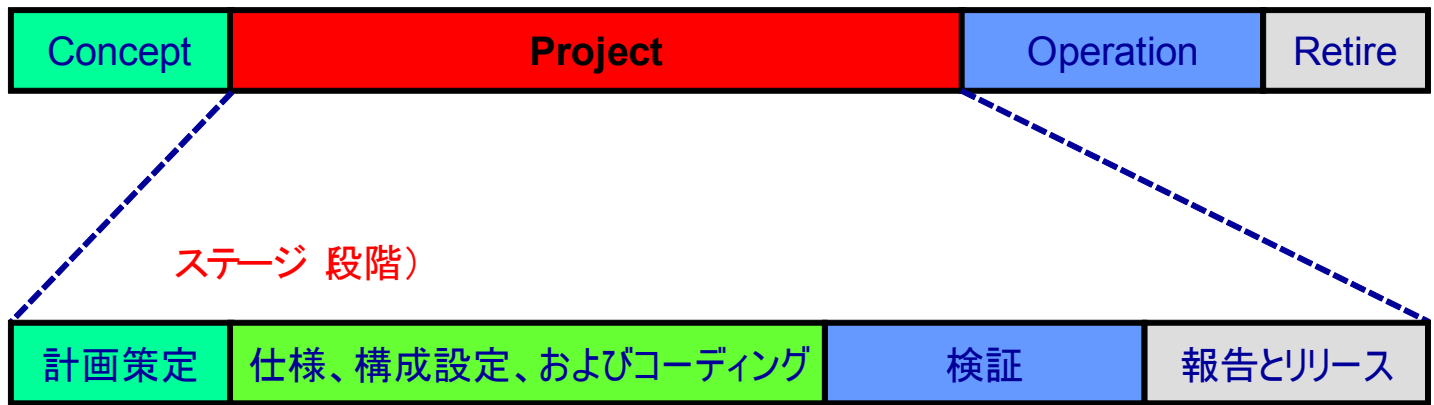 Concept Project Operation Retire
ステージ 段階）
計画策定 仕様、構成設定、およびコーディング 検証 報告とリリース